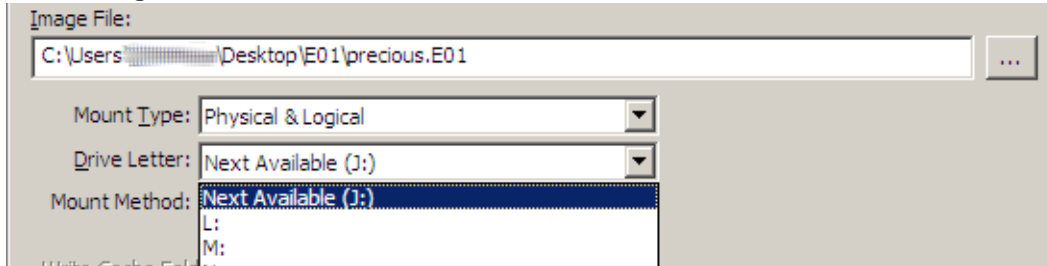 Image File:
C:\Users\ \Desktop\E01\precious.E01
...
Mount Type: Physical & Logical
Drive Letter: Next Available (J:)
Mount Method: Next Available (J:)
L:
M: